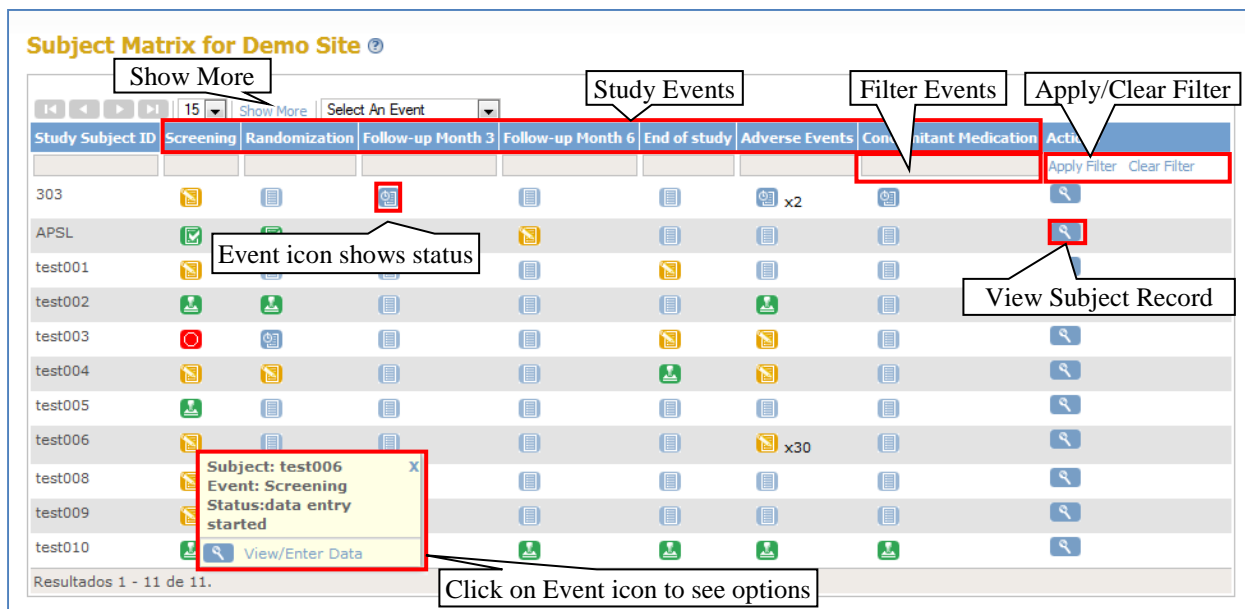 Subject Matrix for Demo Site
Show More
Study Events
Filter Events
Apply/Clear Filter
15 Show More Select An Event
Study Subject ID Screening Randomization Follow-up Month 3 Follow-up Month 6 End of study Adverse Events Medication
Apply Filter Clear Filter
303 x2
APSL
Event icon shows status
test001
View Subject Record
test002
test003
test004
test005
test006 x30
Subject: test006 X
Event: Screening
test008
Status:data entry
started
test009
test010
View/Enter Data
Resultados 1 - 11 de 11.
Click on Event icon to see options